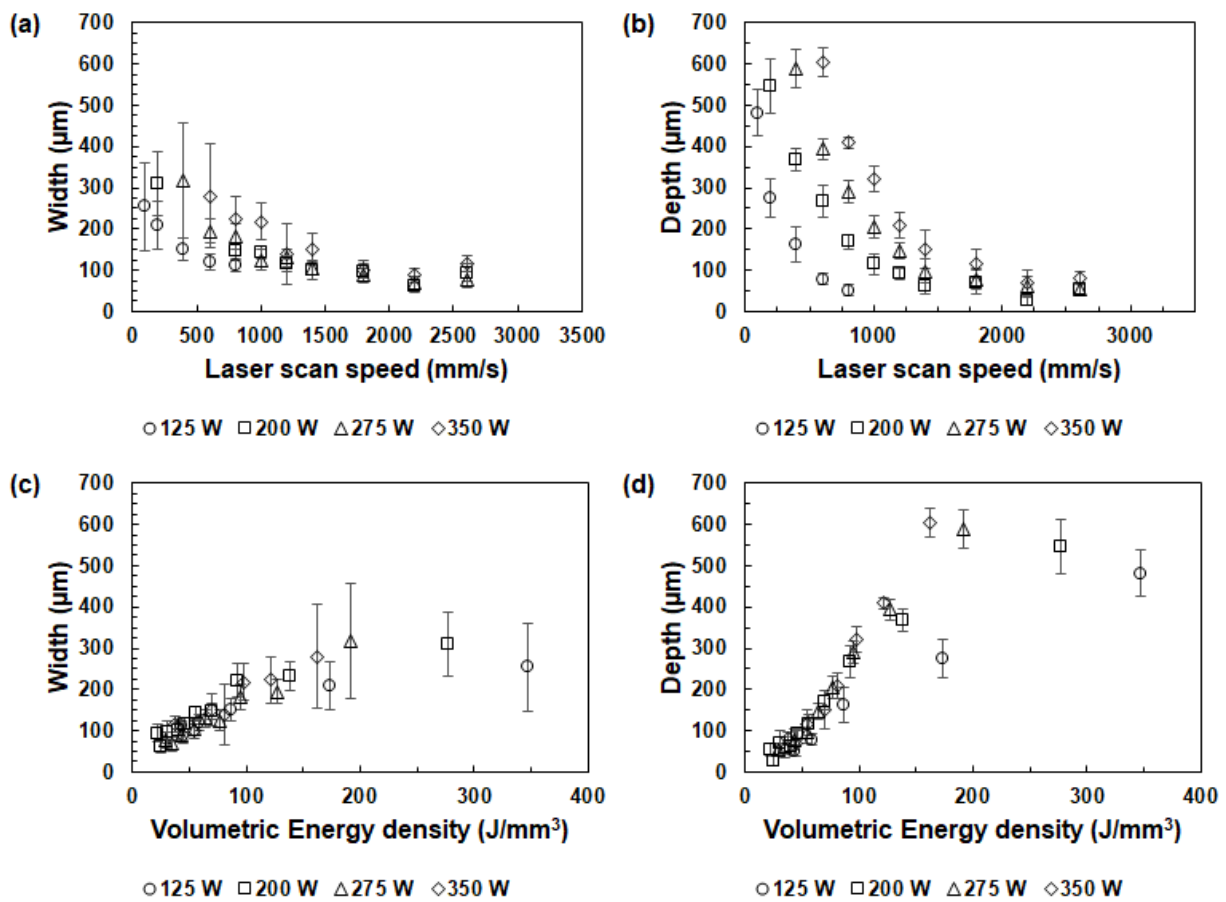 (a)
700
600
500
400
300
200
100
0
Width (µm)
0 500 1000 1500 2000 2500 3000 3500
Laser scan speed (mm/s)
125 W 200 W 275 W 350 W
(b)
700
600
500
400
300
200
100
0
Depth (µm)
0 1000 2000 3000
Laser scan speed (mm/s)
125 W 200 W 275 W 350 W
(c)
700
600
500
400
300
200
100
0
Width (µm)
0 100 200 300 400
Volumetric Energy density (J/mm³)
125 W 200 W 275 W 350 W
(d)
700
600
500
400
300
200
100
0
Depth (µm)
0 100 200 300 400
Volumetric Energy density (J/mm³)
125 W 200 W 275 W 350 W